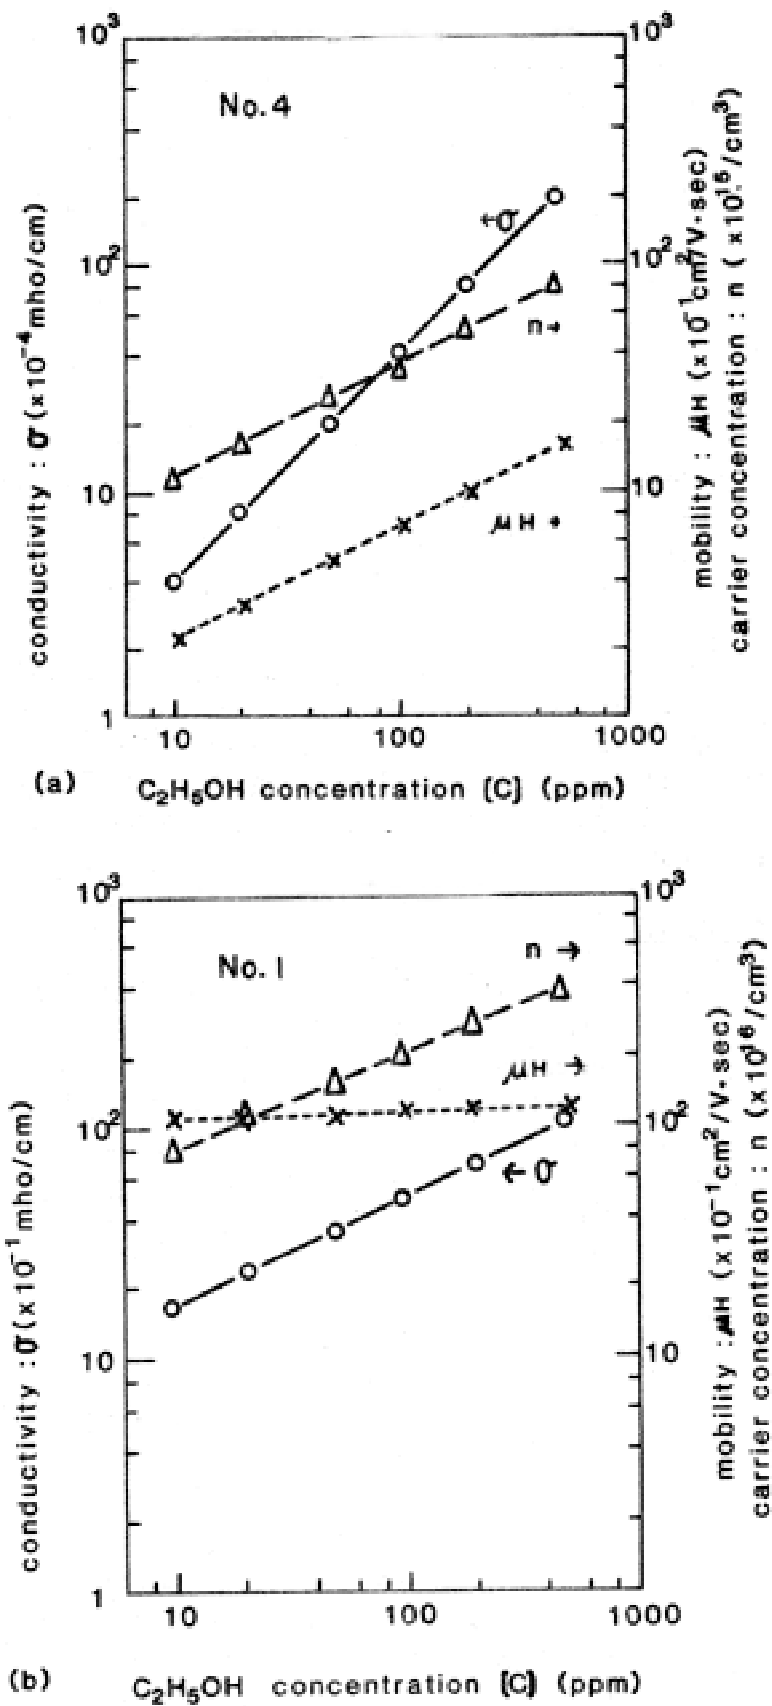 10³
10³
No.4
←σ
10²
10²
n→
10
10
μH →
1
10
100
1000
conductivity : σ (x10⁻⁴ mho/cm)
mobility : μH (x10⁻¹ cm²/V·sec)
carrier concentration : n ( x10¹⁶/cm³)
(a)
C₂H₅OH concentration [C] (ppm)
10³
10³
n →
No. 1
μH →
10²
10²
← σ
10
10
1
10
100
1000
conductivity : σ (x10⁻¹ mho/cm)
mobility : μH (x10⁻¹ cm²/V-sec)
carrier concentration : n (x10¹⁶/cm³)
(b)
C₂H₅OH concentration [C] (ppm)